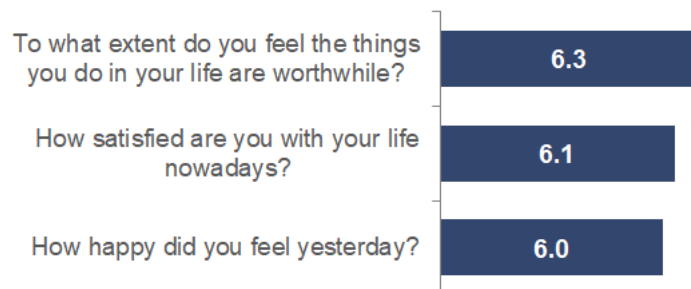 To what extent do you feel the things
you do in your life are worthwhile?
6.3
How satisfied are you with your life
nowadays?
6.1
How happy did you feel yesterday?
6.0